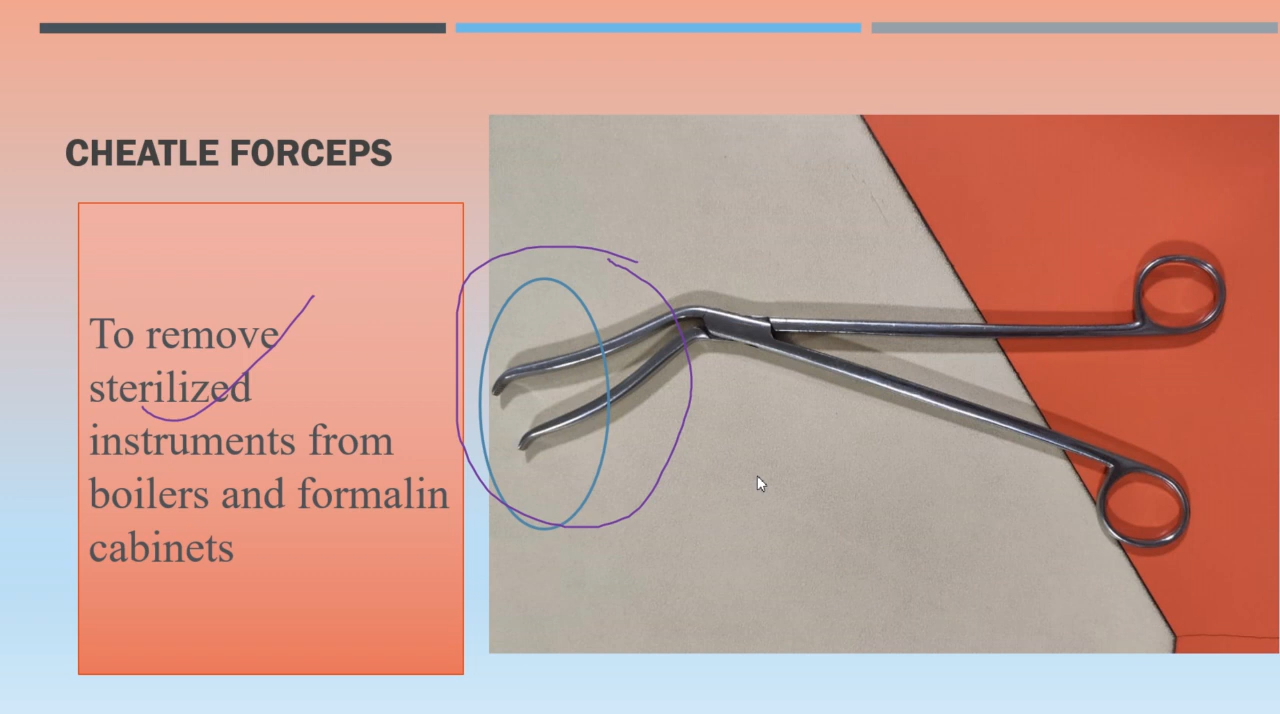 CHEATLE FORCEPS
To remove
sterilized
instruments from
boilers and formalin
cabinets